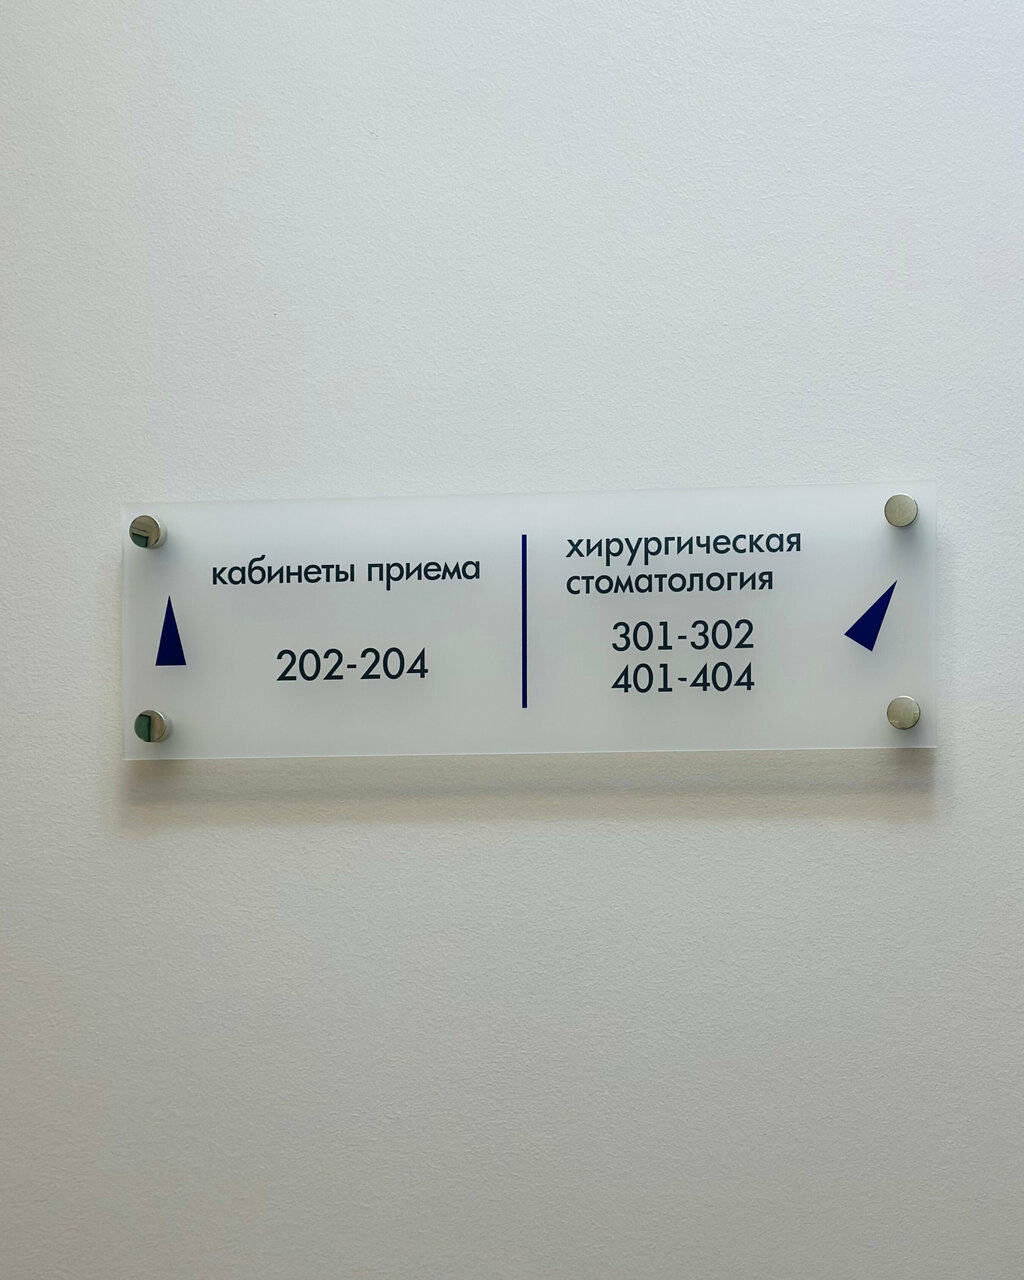 кабинеты приема
202-204
хирургическая
стоматология
301-302
401-404